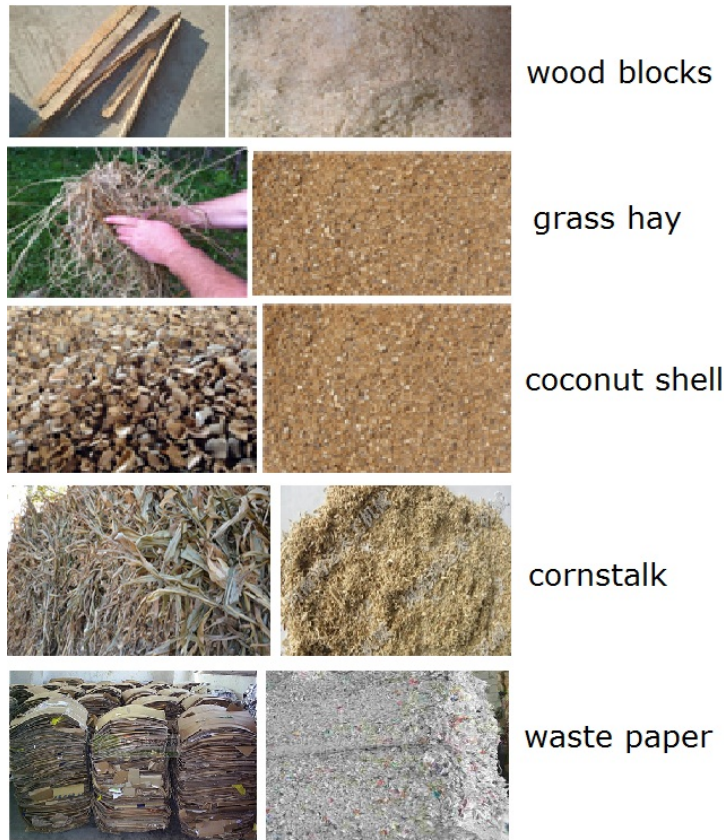 wood blocks
grass hay
coconut shell
cornstalk
waste paper